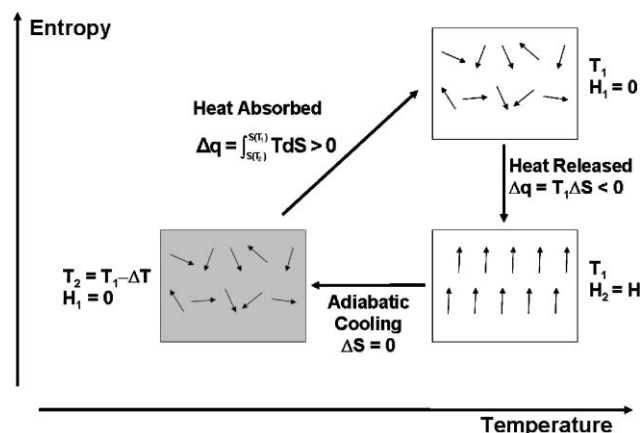 Entropy
T₁
H₁ = 0
Heat Absorbed
Δq = ∫_{S(T₂)}^{S(T₁)} TdS > 0
Heat Released
Δq = T₁ΔS < 0
T₂ = T₁−ΔT
H₁ = 0
Adiabatic
Cooling
ΔS = 0
T₁
H₂ = H
Temperature